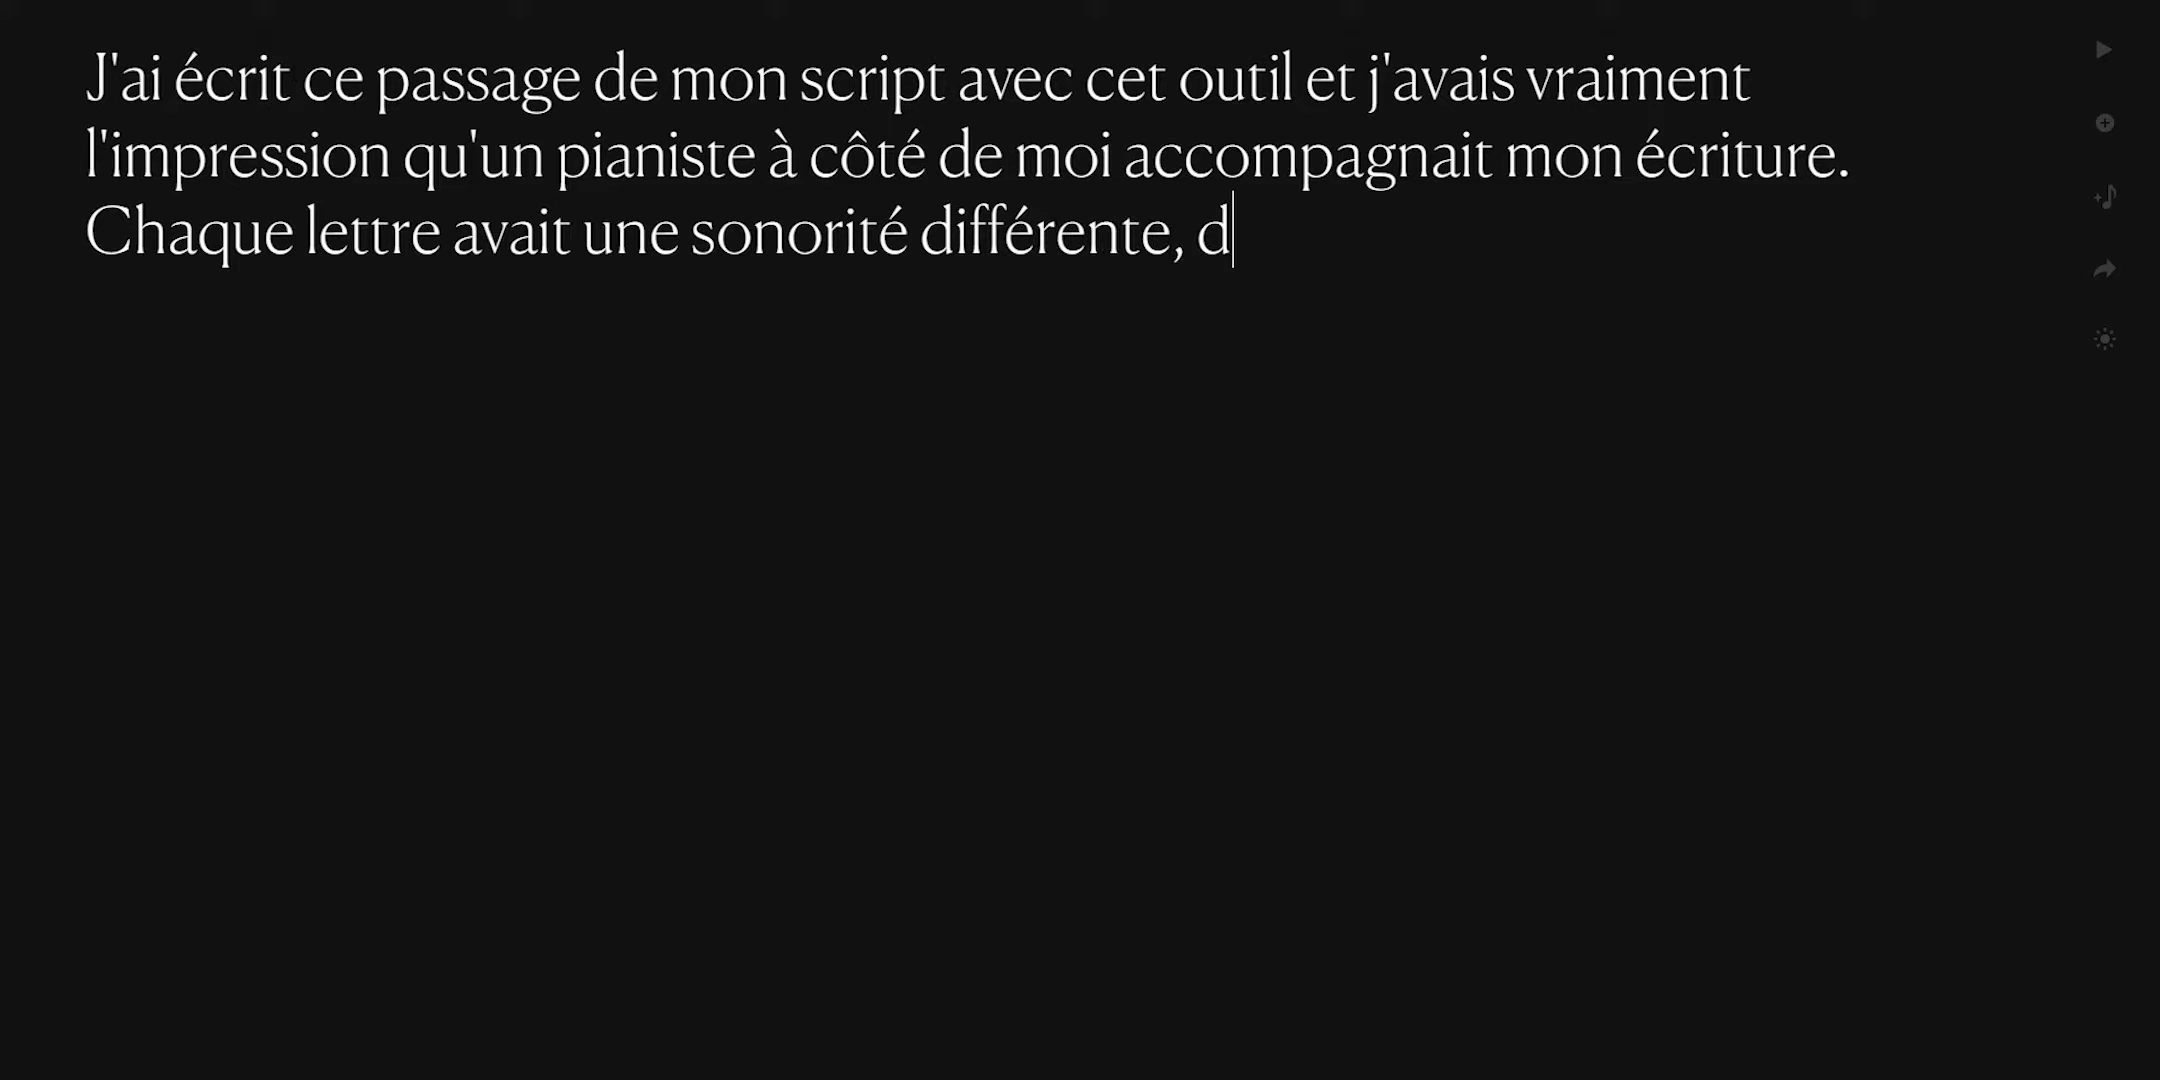 J'ai écrit ce passage de mon script avec cet outil et j'avais vraiment
l'impression qu'un pianiste à côté de moi accompagnait mon écriture.
Chaque lettre avait une sonorité différente, d